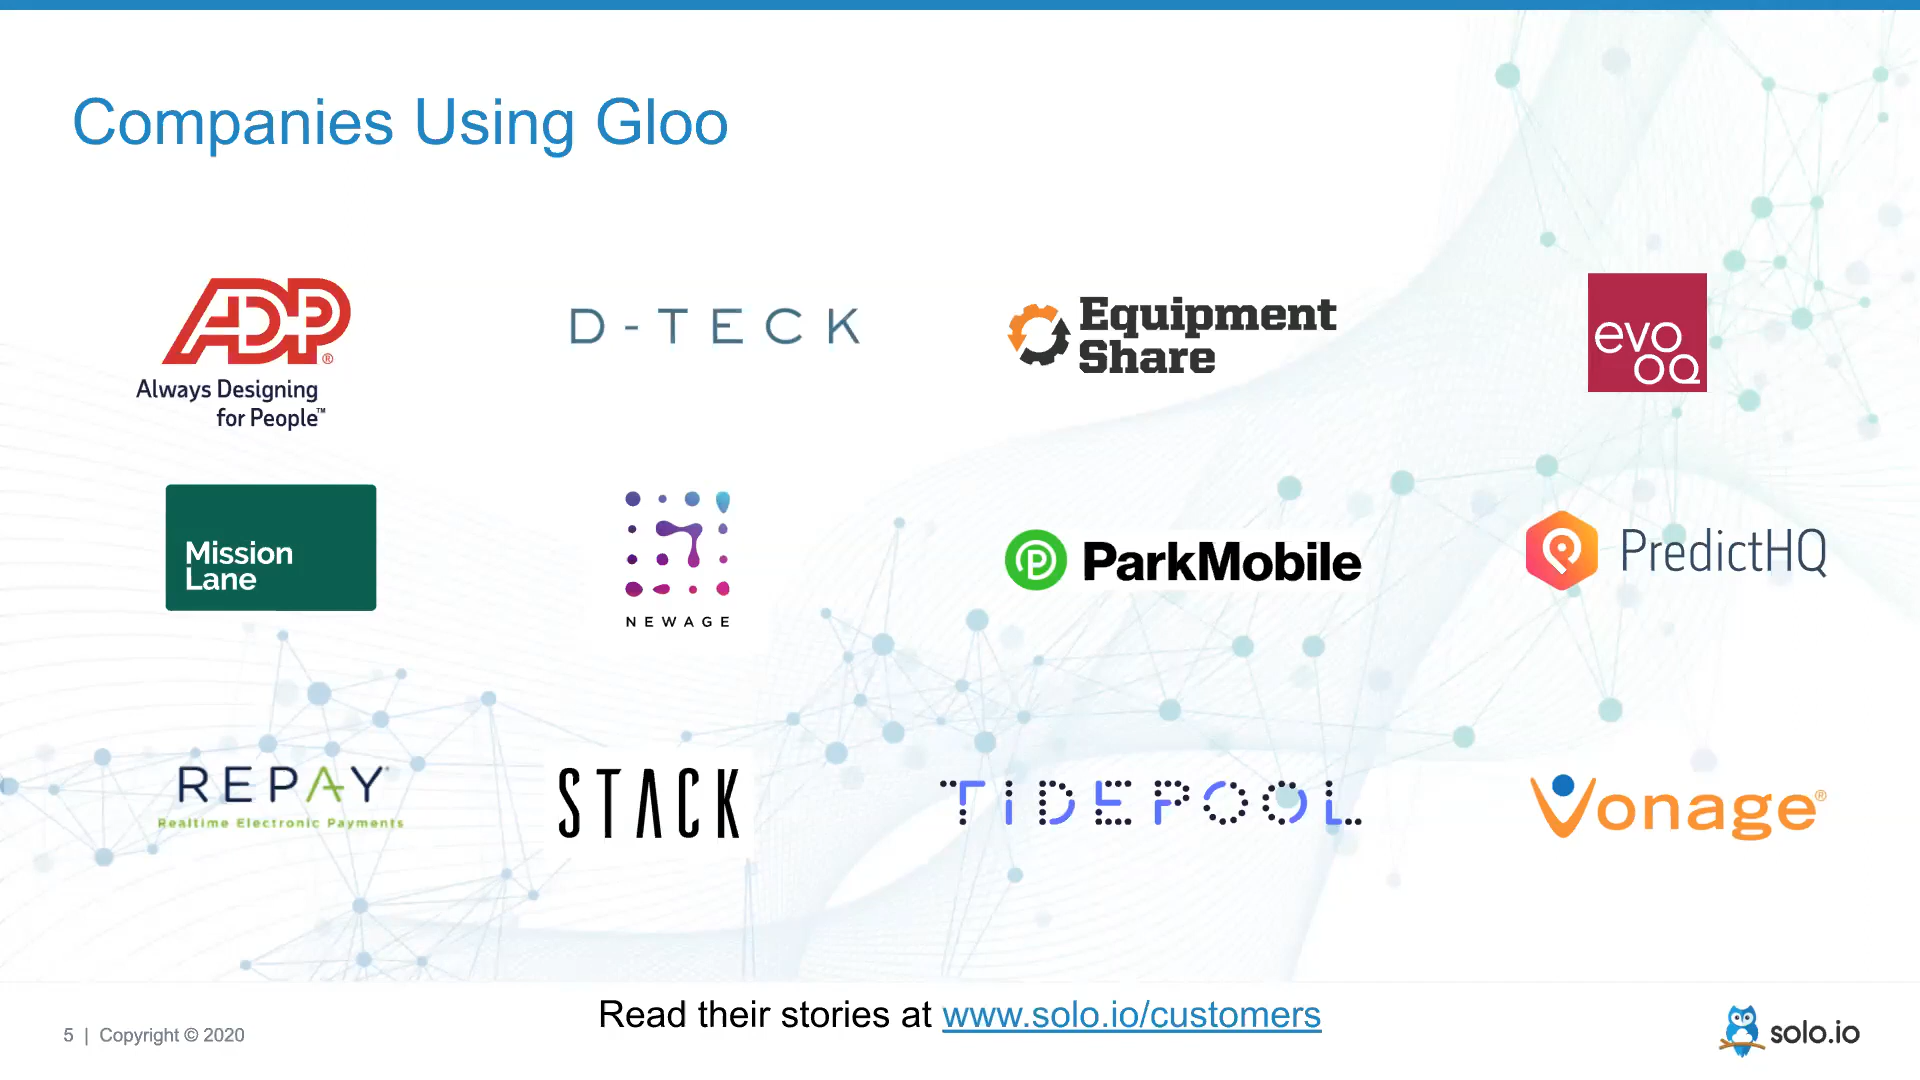 Companies Using Gloo
ADP®
Always Designing
for People™
D-TECK
Equipment
Share
evo
OQ
Mission
Lane
NEWAGE
ParkMobile
PredictHQ
REPAY
Realtime Electronic Payments
STACK
TIDEPOOL
Vonage®
Read their stories at www.solo.io/customers
5 | Copyright © 2020
solo.io